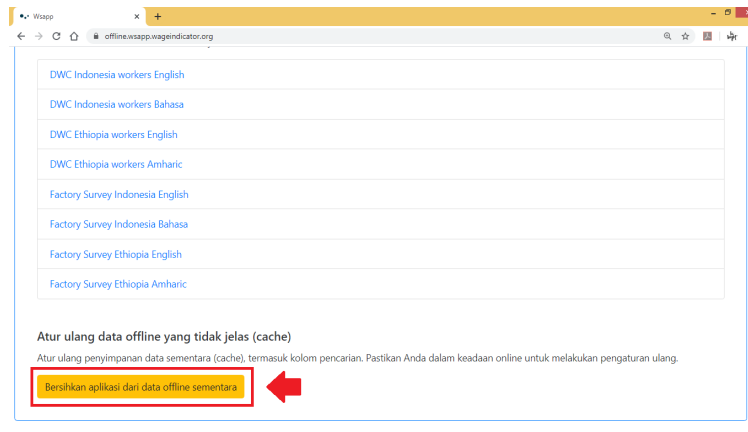 Wsapp
offline.wsapp.wageindicator.org
DWC Indonesia workers English
DWC Indonesia workers Bahasa
DWC Ethiopia workers English
DWC Ethiopia workers Amharic
Factory Survey Indonesia English
Factory Survey Indonesia Bahasa
Factory Survey Ethiopia English
Factory Survey Ethiopia Amharic
Atur ulang data offline yang tidak jelas (cache)
Atur ulang penyimpanan data sementara (cache), termasuk kolom pencarian. Pastikan Anda dalam keadaan online untuk melakukan pengaturan ulang.
Bersihkan aplikasi dari data offline sementara